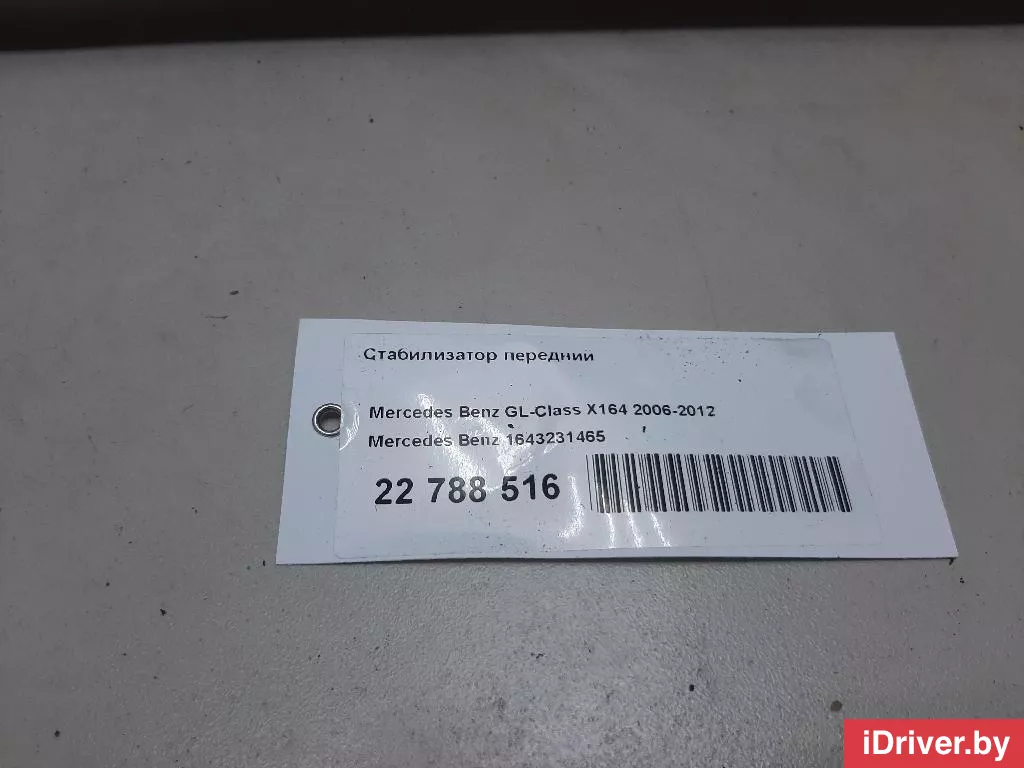 Стабилизатор передний
Mercedes Benz GL-Class X164 2006-2012
Mercedes Benz 1643231465
22 788 516
iDriver.by